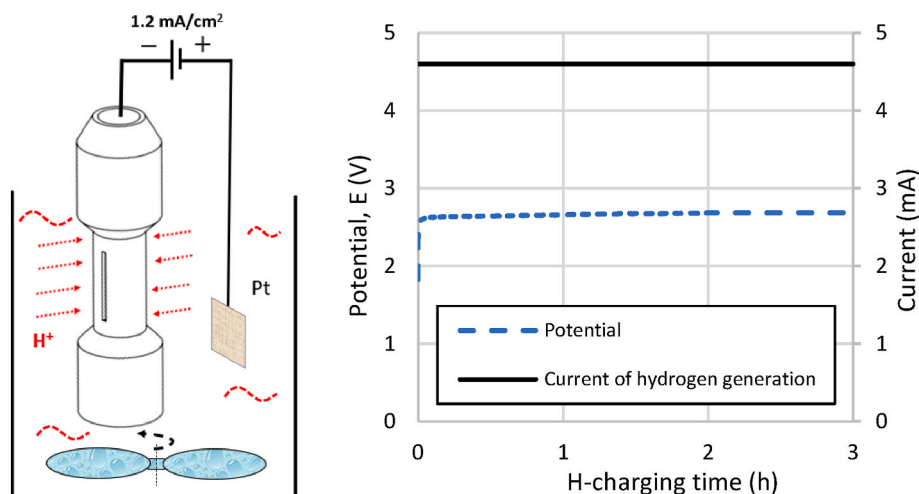 1.2 mA/cm²
− +
Pt
H⁺
5
4
3
2
1
0
Potential, E (V)
5
4
3
2
1
0
Current (mA)
Potential
Current of hydrogen generation
0 1 2 3
H-charging time (h)